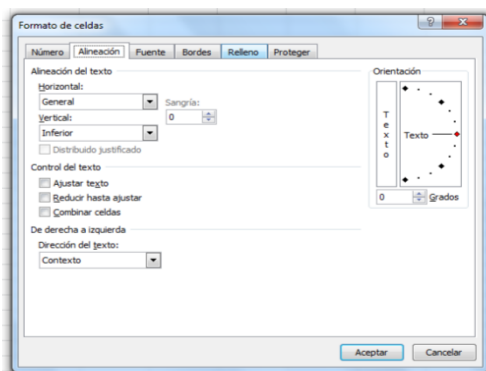 Formato de celdas
Número Alineación Fuente Bordes Relleno Proteger
Alineación del texto
Horizontal:
General
Sangría:
Vertical:
0
Inferior
Distribuido justificado
Control del texto
Ajustar texto
Reducir hasta ajustar
Combinar celdas
De derecha a izquierda
Dirección del texto:
Contexto
Orientación
Texto
Texto
0 Grados
Aceptar Cancelar